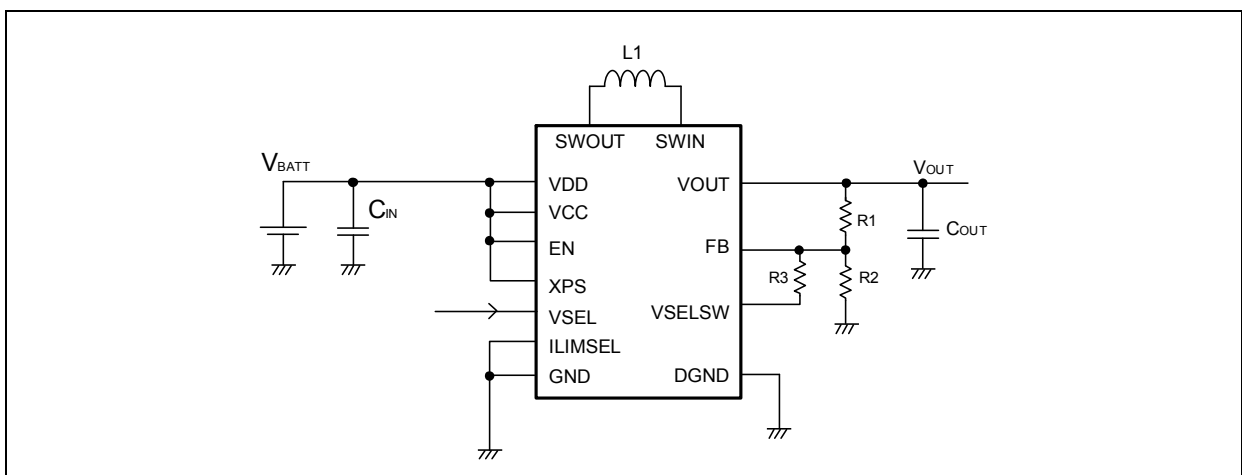 L1
SWOUT SWIN
VBATT
CIN
VDD
VCC
EN
XPS
VSEL
ILIMSEL
GND
VOUT
FB
VSELSW
DGND
R3
R1
R2
VOUT
COUT